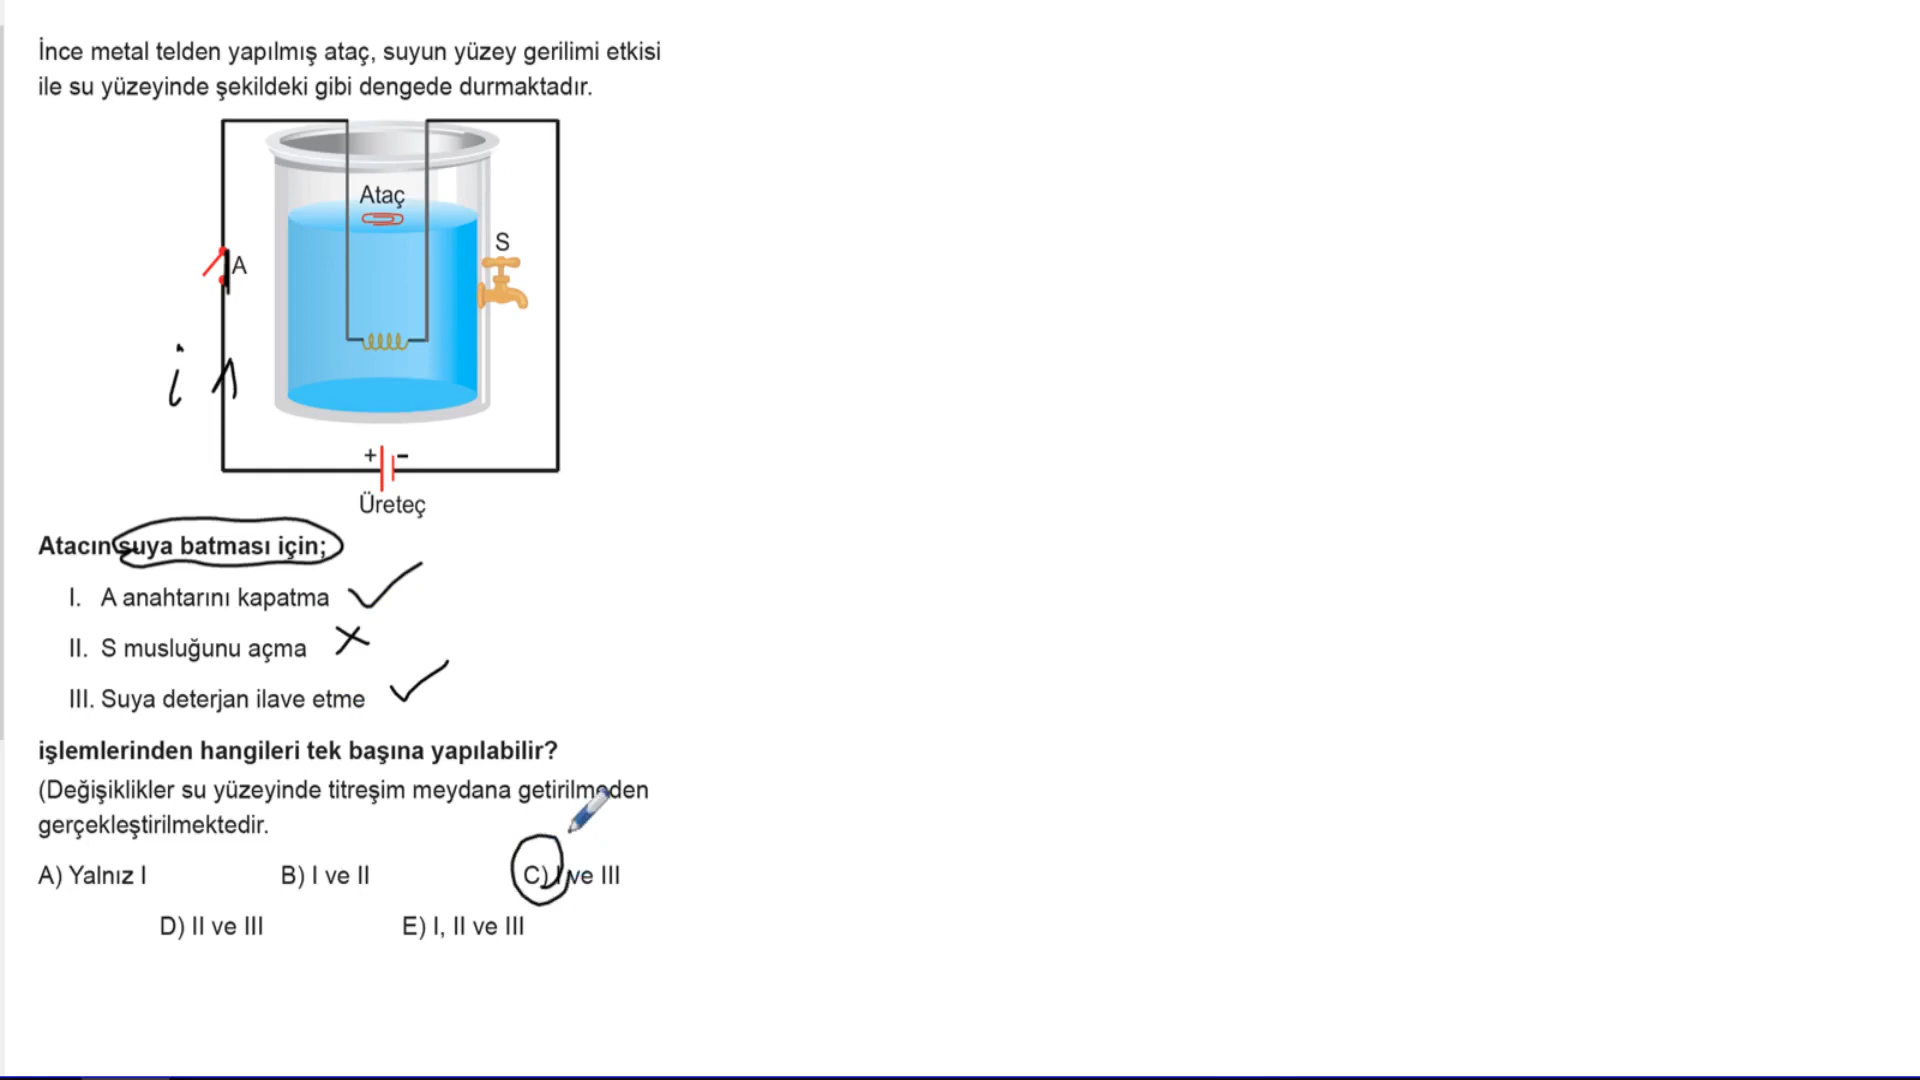 İnce metal telden yapılmış ataç, suyun yüzey gerilimi etkisi
ile su yüzeyinde şekildeki gibi dengede durmaktadır.
Ataç
S
A
i
+ -
Üreteç
Atacın suya batması için;
I. A anahtarını kapatma
II. S musluğunu açma
III. Suya deterjan ilave etme
işlemlerinden hangileri tek başına yapılabilir?
(Değişiklikler su yüzeyinde titreşim meydana getirilmeden
gerçekleştirilmektedir.
A) Yalnız I B) I ve II C) I ve III
D) II ve III E) I, II ve III